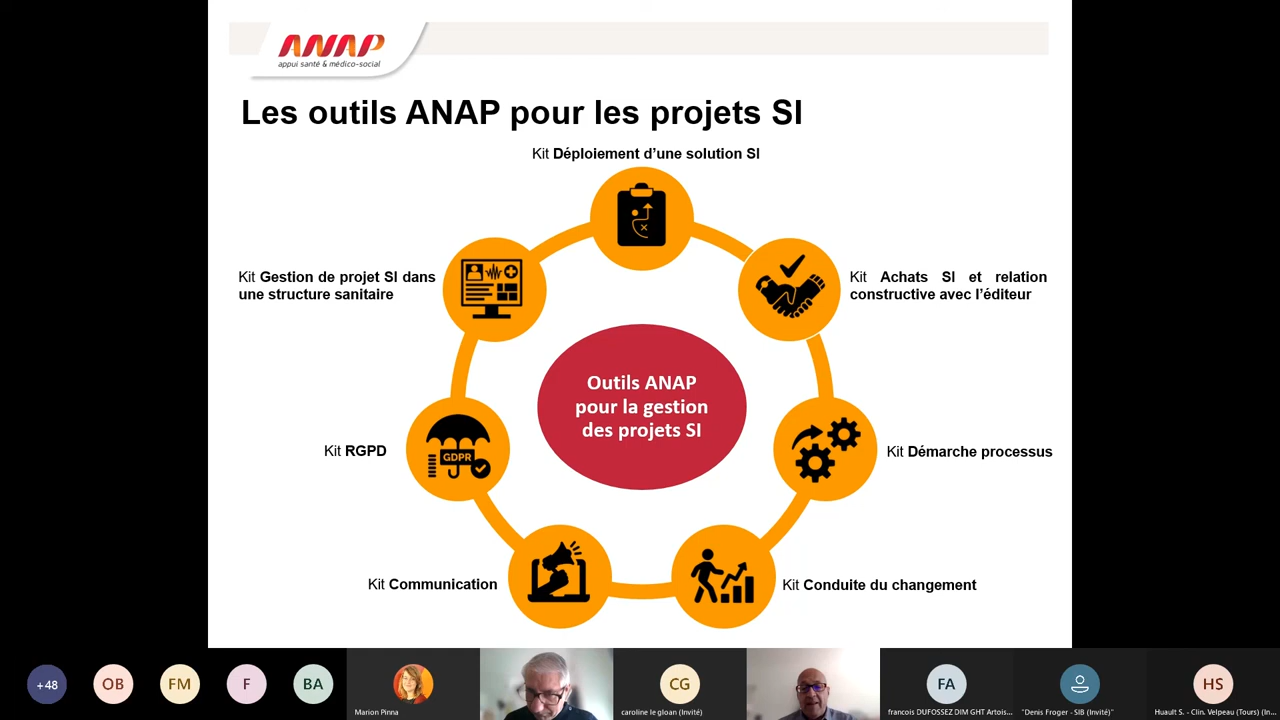 ANAP
appui santé & médico-social
Les outils ANAP pour les projets SI
Kit Déploiement d’une solution SI
Kit Gestion de projet SI dans
une structure sanitaire
Kit Achats SI et relation
constructive avec l’éditeur
Outils ANAP
pour la gestion
des projets SI
Kit RGPD
GDPR
Kit Démarche processus
Kit Communication
Kit Conduite du changement
+48
OB
FM
F
BA
Marion Pinna
CG
caroline le gloan (Invité)
FA
francois DUFOSSEZ DIM GHT Artois...
"Denis Froger - SIB (Invité)"
HS
Huault S. - Clin. Velpeau (Tours) (In...